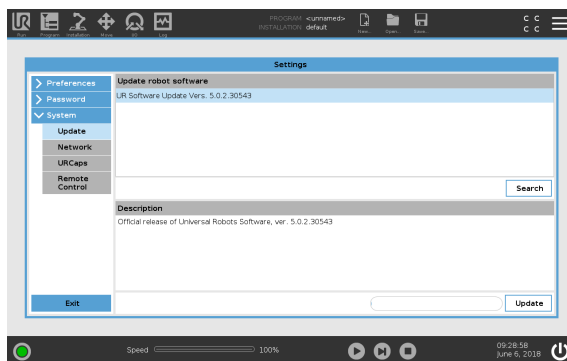 UR
PROGRAM <unnamed>
INSTALLATION default
Run
Program
Installation
Move
I/O
Log
New...
Open...
Save...
C C
C C
Settings
Preferences
Password
System
Update
Network
URCaps
Remote
Control
Exit
Update robot software
UR Software Update Vers. 5.0.2.30543
Search
Description
Official release of Universal Robots Software, ver. 5.0.2.30543
Update
Speed
100%
09:28:58
June 6, 2018